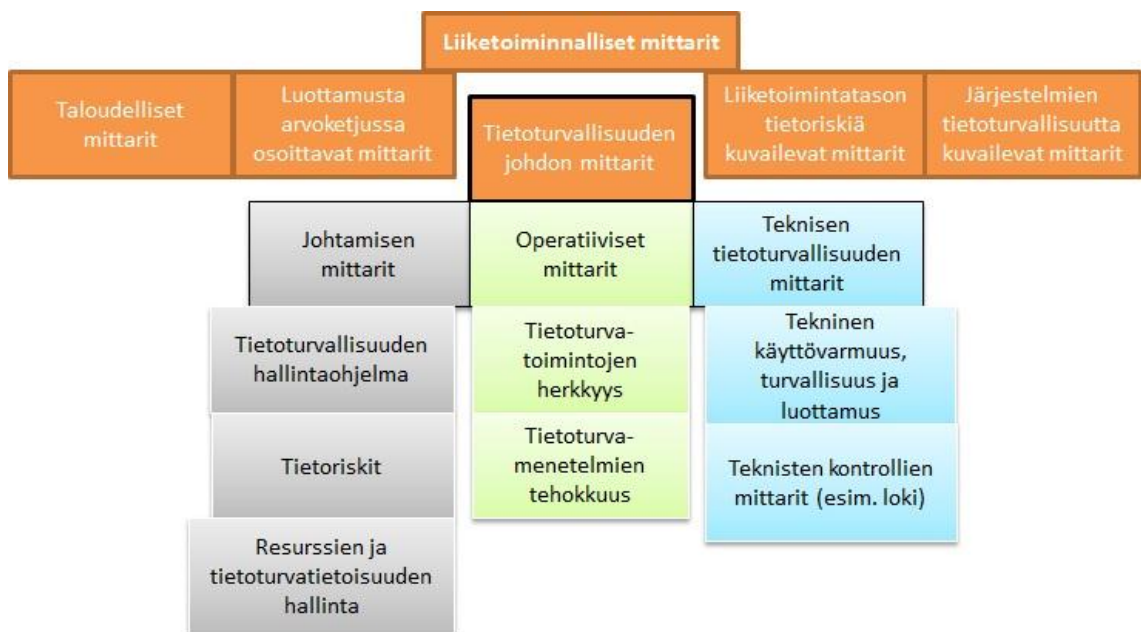 Liiketoiminnalliset mittarit
Taloudelliset
mittarit
Luottamusta
arvoketjussa
osoittavat mittarit
Tietoturvallisuuden
johdon mittarit
Liiketoimintatason
tietoriskiä
kuvailevat mittarit
Järjestelmien
tietoturvallisuutta
kuvailevat mittarit
Johtamisen
mittarit
Operatiiviset
mittarit
Teknisen
tietoturvallisuuden
mittarit
Tietoturvallisuuden
hallintaohjelma
Tietoturva-
toimintojen
herkkyys
Tekninen
käyttövarmuus,
turvallisuus ja
luottamus
Tietoriskit
Tietoturva-
menetelmien
tehokkuus
Teknisten kontrollien
mittarit (esim. loki)
Resurssien ja
tietoturvatietoisuuden
hallinta